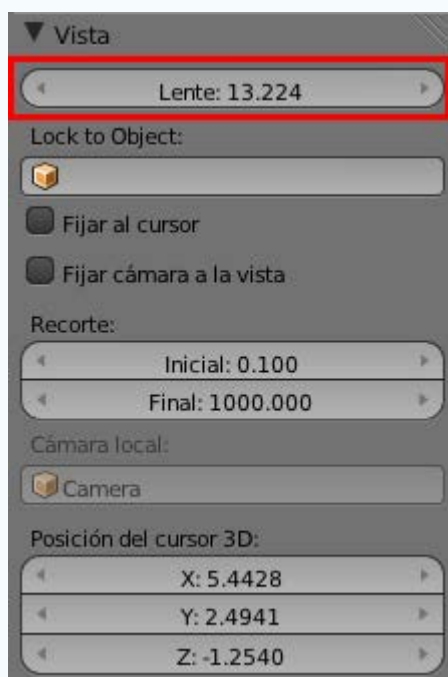 Vista
Lente: 13.224
Lock to Object:
Fijar al cursor
Fijar cámara a la vista
Recorte:
Inicial: 0.100
Final: 1000.000
Cámara local:
Camera
Posición del cursor 3D:
X: 5.4428
Y: 2.4941
Z: -1.2540